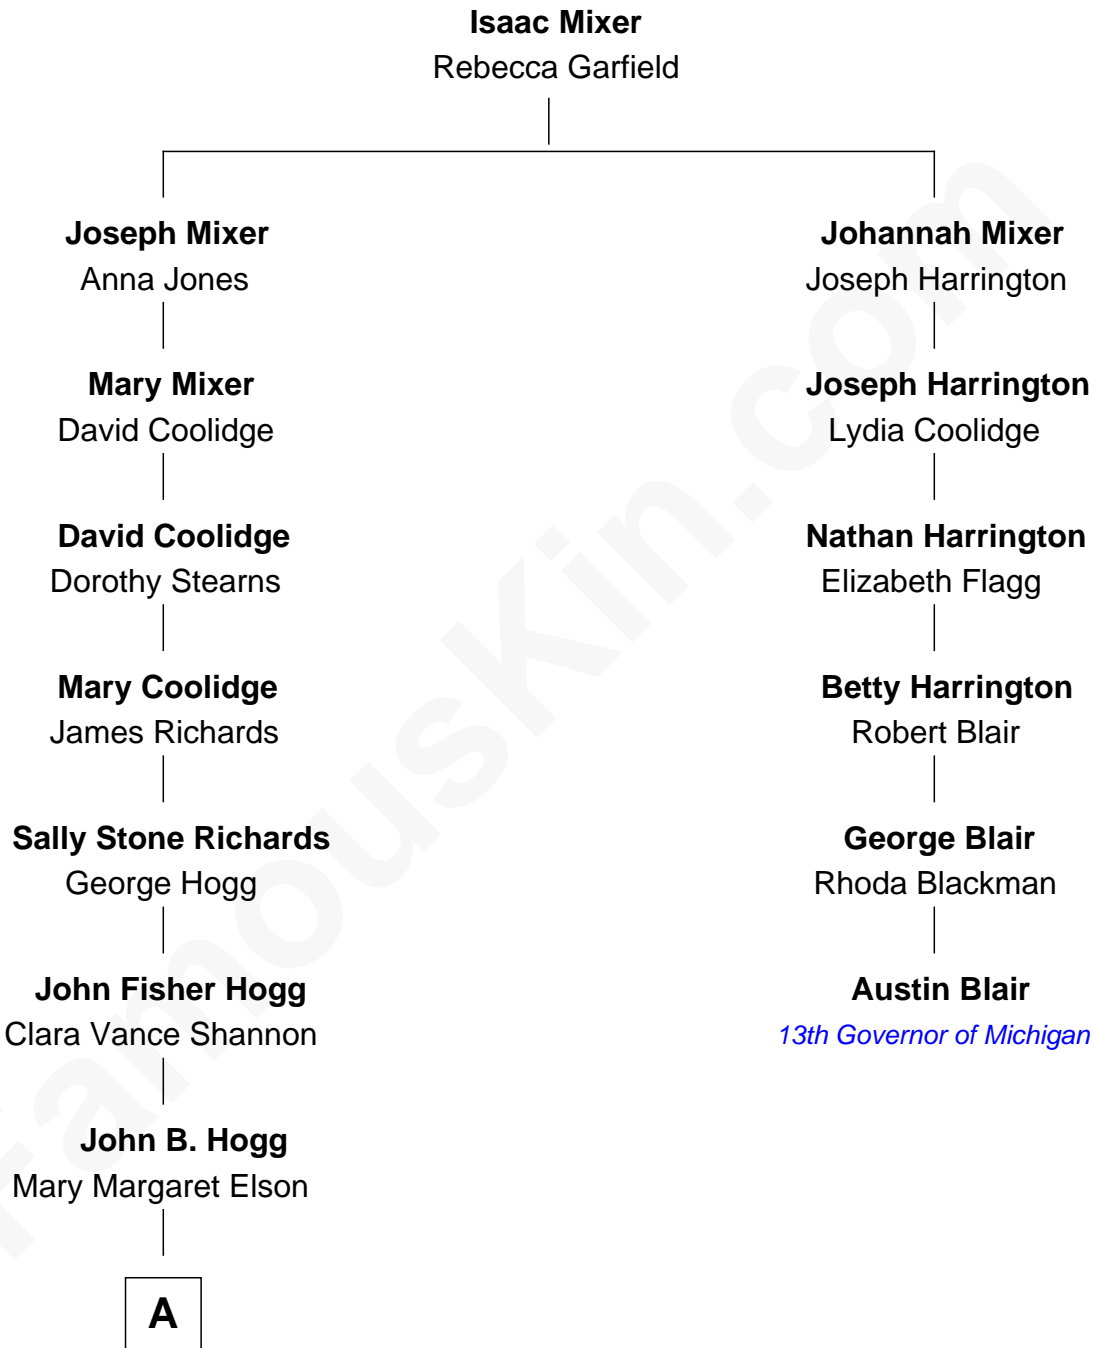 Isaac Mixer
Rebecca Garfield
Joseph Mixer
Anna Jones
Johannah Mixer
Joseph Harrington
Mary Mixer
David Coolidge
Joseph Harrington
Lydia Coolidge
David Coolidge
Dorothy Stearns
Nathan Harrington
Elizabeth Flagg
Mary Coolidge
James Richards
Betty Harrington
Robert Blair
Sally Stone Richards
George Hogg
George Blair
Rhoda Blackman
John Fisher Hogg
Clara Vance Shannon
Austin Blair
13th Governor of Michigan
John B. Hogg
Mary Margaret Elson
A
FamousKin.com